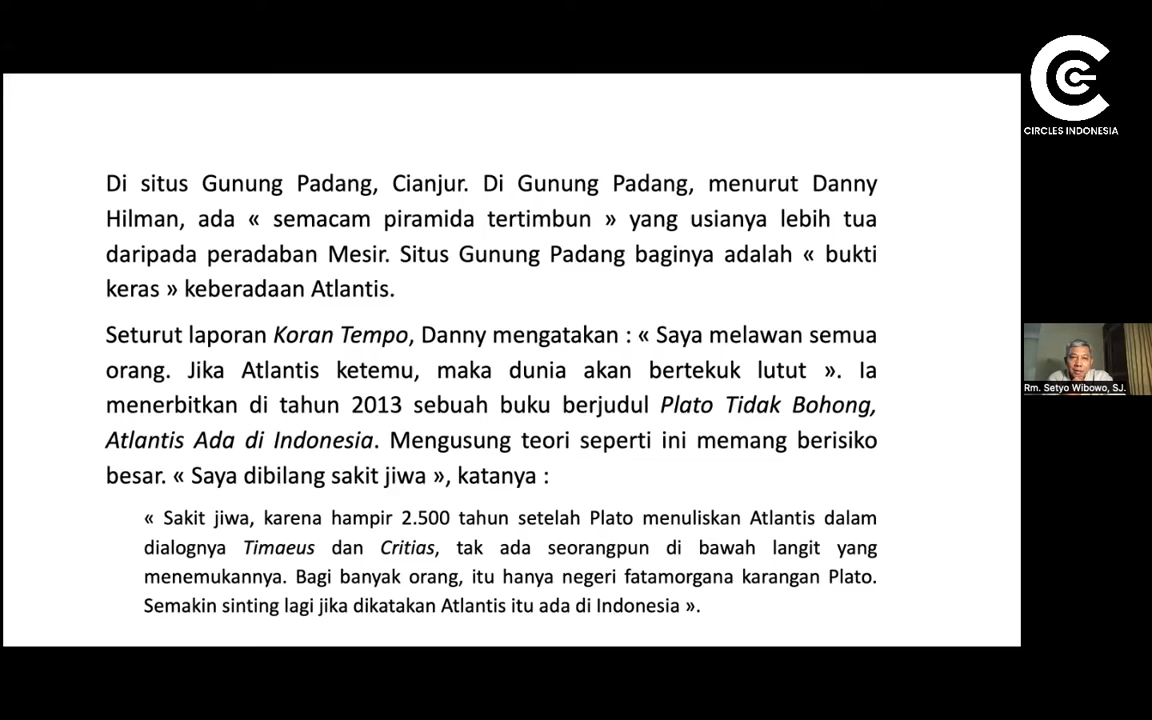 CIRCLES INDONESIA
Di situs Gunung Padang, Cianjur. Di Gunung Padang, menurut Danny
Hilman, ada « semacam piramida tertimbun » yang usianya lebih tua
daripada peradaban Mesir. Situs Gunung Padang baginya adalah « bukti
keras » keberadaan Atlantis.
Seturut laporan Koran Tempo, Danny mengatakan : « Saya melawan semua
orang. Jika Atlantis ketemu, maka dunia akan bertekuk lutut ». Ia
menerbitkan di tahun 2013 sebuah buku berjudul Plato Tidak Bohong,
Atlantis Ada di Indonesia. Mengusung teori seperti ini memang berisiko
besar. « Saya dibilang sakit jiwa », katanya :
« Sakit jiwa, karena hampir 2.500 tahun setelah Plato menuliskan Atlantis dalam
dialognya Timaeus dan Critias, tak ada seorangpun di bawah langit yang
menemukannya. Bagi banyak orang, itu hanya negeri fatamorgana karangan Plato.
Semakin sinting lagi jika dikatakan Atlantis itu ada di Indonesia ».
Rm. Setyo Wibowo, SJ.